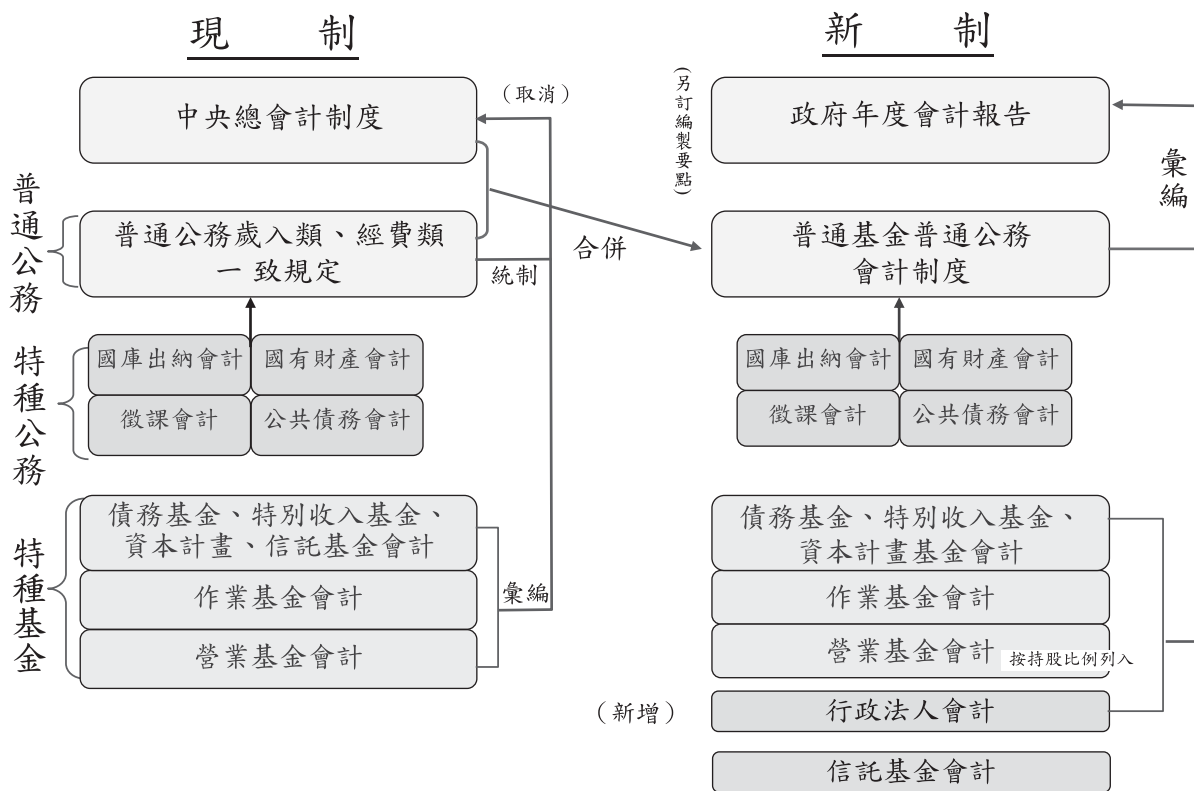 現 制
(取消)
中央總會計制度
普通公務
普通公務歲入類、經費類
一致規定
統制
合併
特種公務
國庫出納會計
國有財產會計
徵課會計
公共債務會計
特種基金
債務基金、特別收入基金、
資本計畫、信託基金會計
作業基金會計
彙編
營業基金會計
新 制
(另訂編製要點)
政府年度會計報告
彙編
普通基金普通公務
會計制度
國庫出納會計
國有財產會計
徵課會計
公共債務會計
債務基金、特別收入基金、
資本計畫基金會計
作業基金會計
營業基金會計
按持股比例列入
(新增)
行政法人會計
信託基金會計